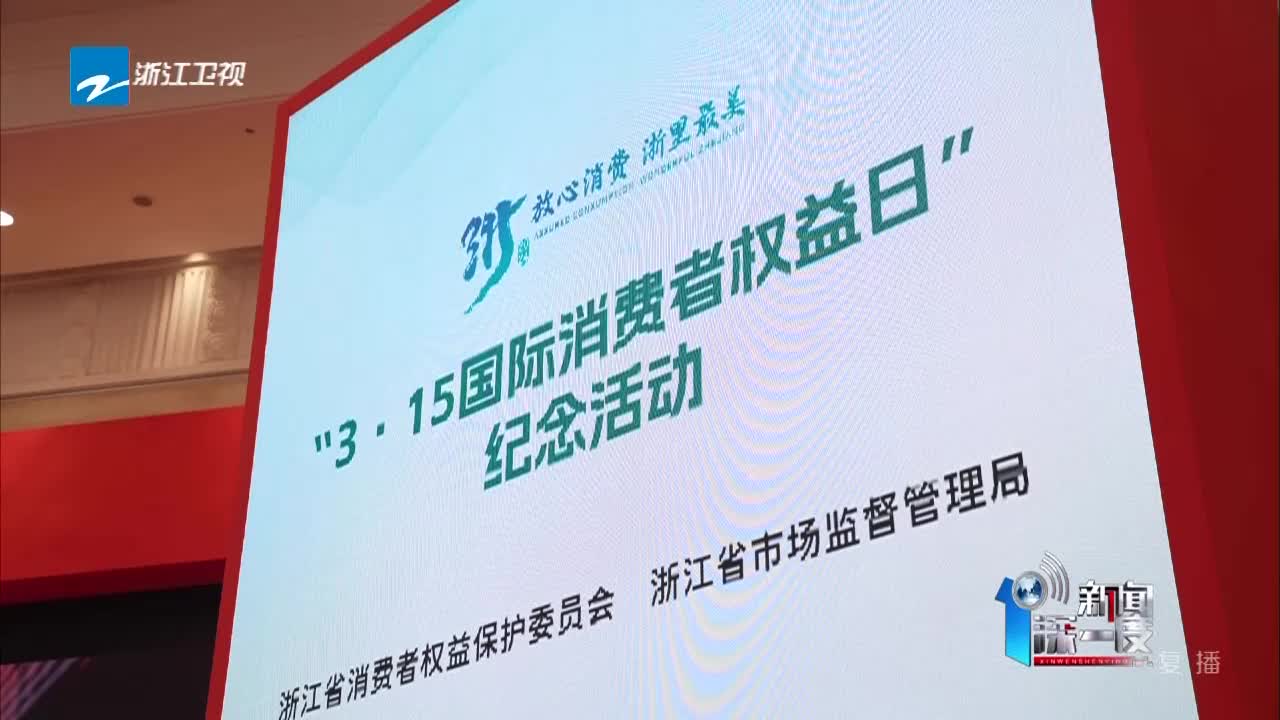 浙江卫视
放心消费 浙里最美
ASSURED CONSUMPTION WONDERFUL ZHEJIANG
浙
"3·15国际消费者权益日"
纪念活动
浙江省消费者权益保护委员会 浙江省市场监督管理局
新闻
深一度
复播